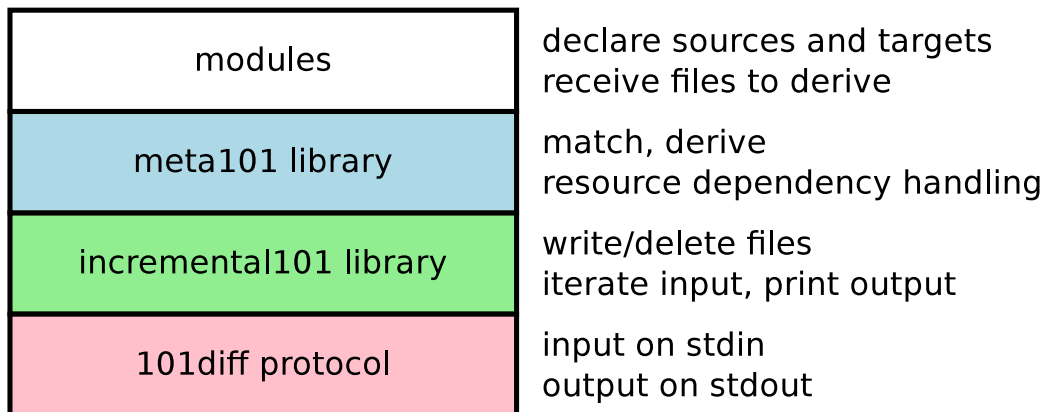 modules
declare sources and targets
receive files to derive
meta101 library
match, derive
resource dependency handling
incremental101 library
write/delete files
iterate input, print output
101diff protocol
input on stdin
output on stdout